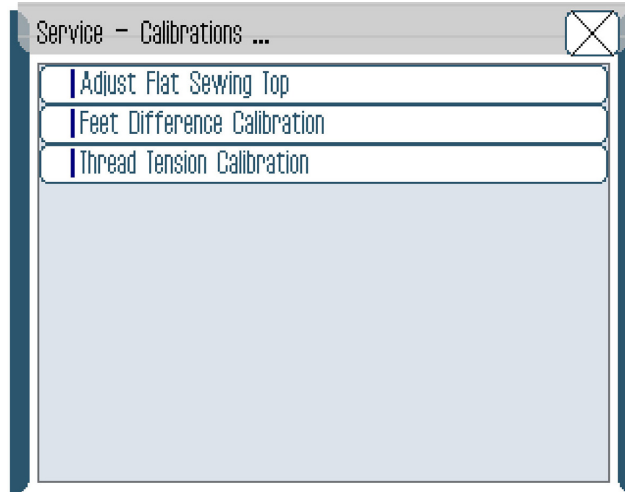 Service - Calibrations ...
Adjust Flat Sewing Top
Feet Difference Calibration
Thread Tension Calibration